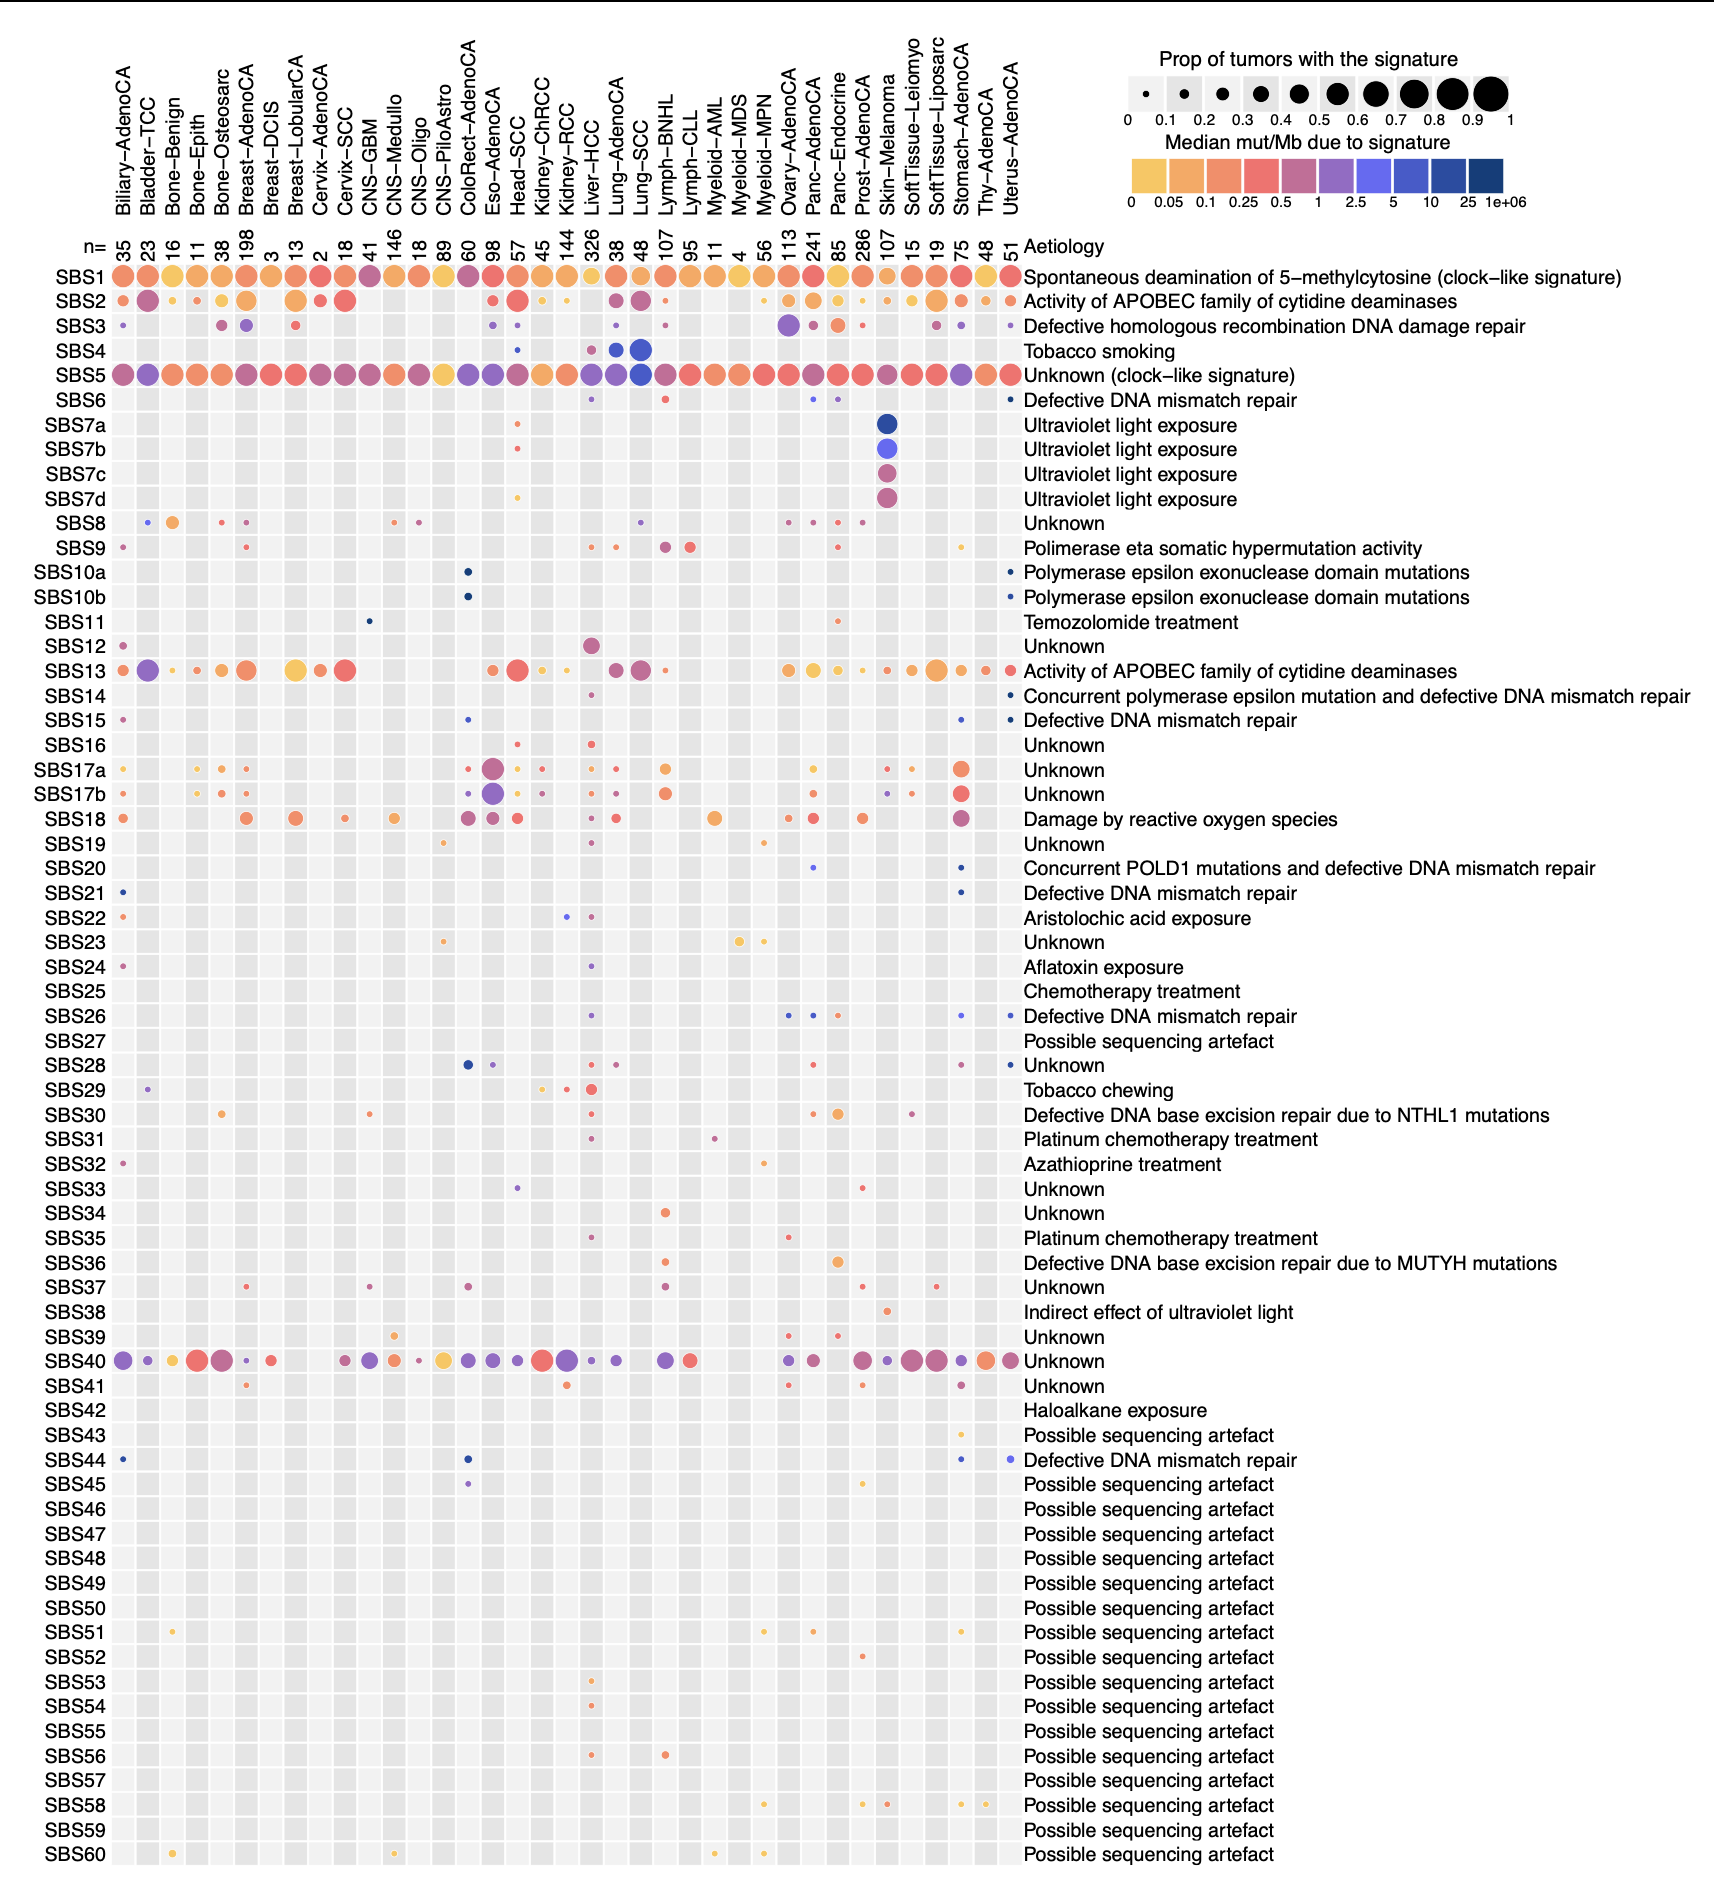 Prop of tumors with the signature
0 0.1 0.2 0.3 0.4 0.5 0.6 0.7 0.8 0.9 1
Median mut/Mb due to signature
0 0.05 0.1 0.25 0.5 1 2.5 5 10 25 1e+06
Biliary−AdenoCA
Bladder−TCC
Bone−Benign
Bone−Epith
Bone−Osteosarc
Breast−AdenoCA
Breast−DCIS
Breast−LobularCA
Cervix−AdenoCA
Cervix−SCC
CNS−GBM
CNS−Medullo
CNS−Oligo
CNS−PiloAstro
ColoRect−AdenoCA
Eso−AdenoCA
Head−SCC
Kidney−ChRCC
Kidney−RCC
Liver−HCC
Lung−AdenoCA
Lung−SCC
Lymph−BNHL
Lymph−CLL
Myeloid−AML
Myeloid−MDS
Myeloid−MPN
Ovary−AdenoCA
Panc−AdenoCA
Panc−Endocrine
Prost−AdenoCA
Skin−Melanoma
SoftTissue−Leiomyo
SoftTissue−Liposarc
Stomach−AdenoCA
Thy−AdenoCA
Uterus−AdenoCA
n= 35 23 16 11 38 198 3 13 2 18 41 146 18 89 60 98 57 45 144 326 38 48 107 95 11 4 56 113 241 85 286 107 15 19 75 48 51 Aetiology
SBS1 Spontaneous deamination of 5−methylcytosine (clock−like signature)
SBS2 Activity of APOBEC family of cytidine deaminases
SBS3 Defective homologous recombination DNA damage repair
SBS4 Tobacco smoking
SBS5 Unknown (clock−like signature)
SBS6 Defective DNA mismatch repair
SBS7a Ultraviolet light exposure
SBS7b Ultraviolet light exposure
SBS7c Ultraviolet light exposure
SBS7d Ultraviolet light exposure
SBS8 Unknown
SBS9 Polimerase eta somatic hypermutation activity
SBS10a Polymerase epsilon exonuclease domain mutations
SBS10b Polymerase epsilon exonuclease domain mutations
SBS11 Temozolomide treatment
SBS12 Unknown
SBS13 Activity of APOBEC family of cytidine deaminases
SBS14 Concurrent polymerase epsilon mutation and defective DNA mismatch repair
SBS15 Defective DNA mismatch repair
SBS16 Unknown
SBS17a Unknown
SBS17b Unknown
SBS18 Damage by reactive oxygen species
SBS19 Unknown
SBS20 Concurrent POLD1 mutations and defective DNA mismatch repair
SBS21 Defective DNA mismatch repair
SBS22 Aristolochic acid exposure
SBS23 Unknown
SBS24 Aflatoxin exposure
SBS25 Chemotherapy treatment
SBS26 Defective DNA mismatch repair
SBS27 Possible sequencing artefact
SBS28 Unknown
SBS29 Tobacco chewing
SBS30 Defective DNA base excision repair due to NTHL1 mutations
SBS31 Platinum chemotherapy treatment
SBS32 Azathioprine treatment
SBS33 Unknown
SBS34 Unknown
SBS35 Platinum chemotherapy treatment
SBS36 Defective DNA base excision repair due to MUTYH mutations
SBS37 Unknown
SBS38 Indirect effect of ultraviolet light
SBS39 Unknown
SBS40 Unknown
SBS41 Unknown
SBS42 Haloalkane exposure
SBS43 Possible sequencing artefact
SBS44 Defective DNA mismatch repair
SBS45 Possible sequencing artefact
SBS46 Possible sequencing artefact
SBS47 Possible sequencing artefact
SBS48 Possible sequencing artefact
SBS49 Possible sequencing artefact
SBS50 Possible sequencing artefact
SBS51 Possible sequencing artefact
SBS52 Possible sequencing artefact
SBS53 Possible sequencing artefact
SBS54 Possible sequencing artefact
SBS55 Possible sequencing artefact
SBS56 Possible sequencing artefact
SBS57 Possible sequencing artefact
SBS58 Possible sequencing artefact
SBS59 Possible sequencing artefact
SBS60 Possible sequencing artefact